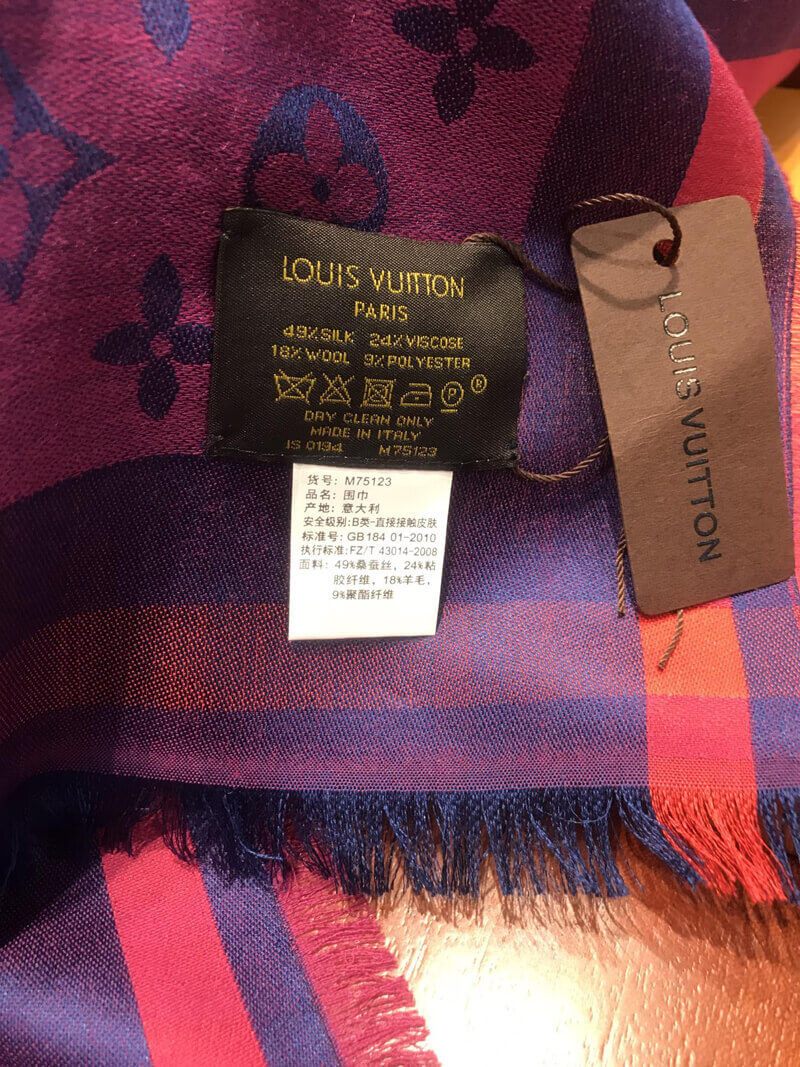 LOUIS VUITTON
PARIS
49%SILK 24%VISCOSE
18%WOOL 9%POLYESTER
P ®
DRY CLEAN ONLY
MADE IN ITALY
IS 0194 M75123
货号: M75123
品名: 围巾
产地: 意大利
安全级别:B类-直接接触皮肤
标准号: GB184 01-2010
执行标准:FZ/T 43014-2008
面料: 49%桑蚕丝, 24%粘
胶纤维, 18%羊毛,
9%聚酯纤维
LOUIS VUITTON